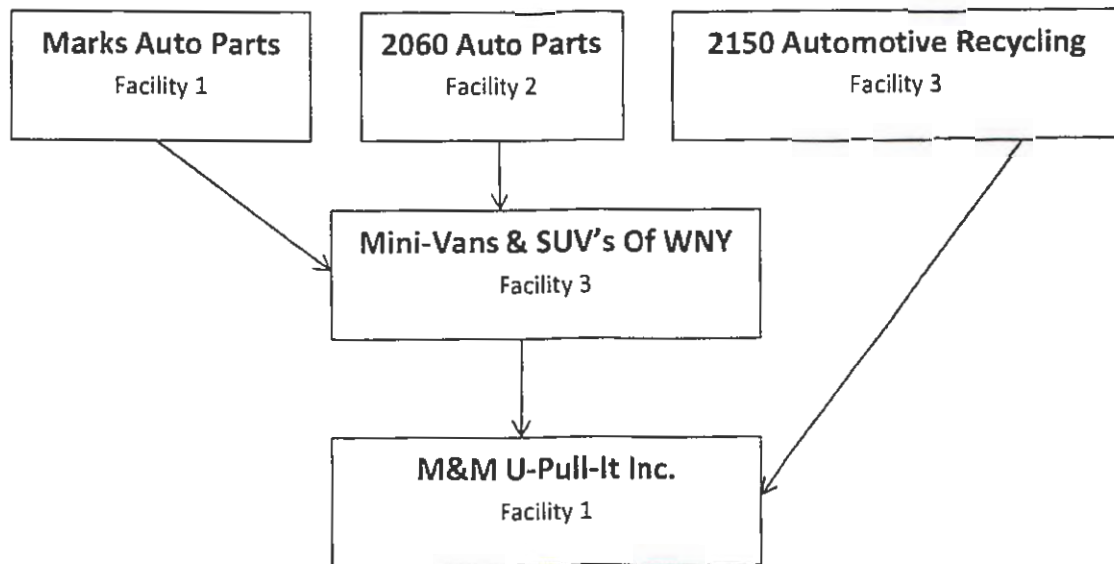 Marks Auto Parts
Facility 1
2060 Auto Parts
Facility 2
2150 Automotive Recycling
Facility 3
Mini-Vans & SUV's Of WNY
Facility 3
M&M U-Pull-It Inc.
Facility 1